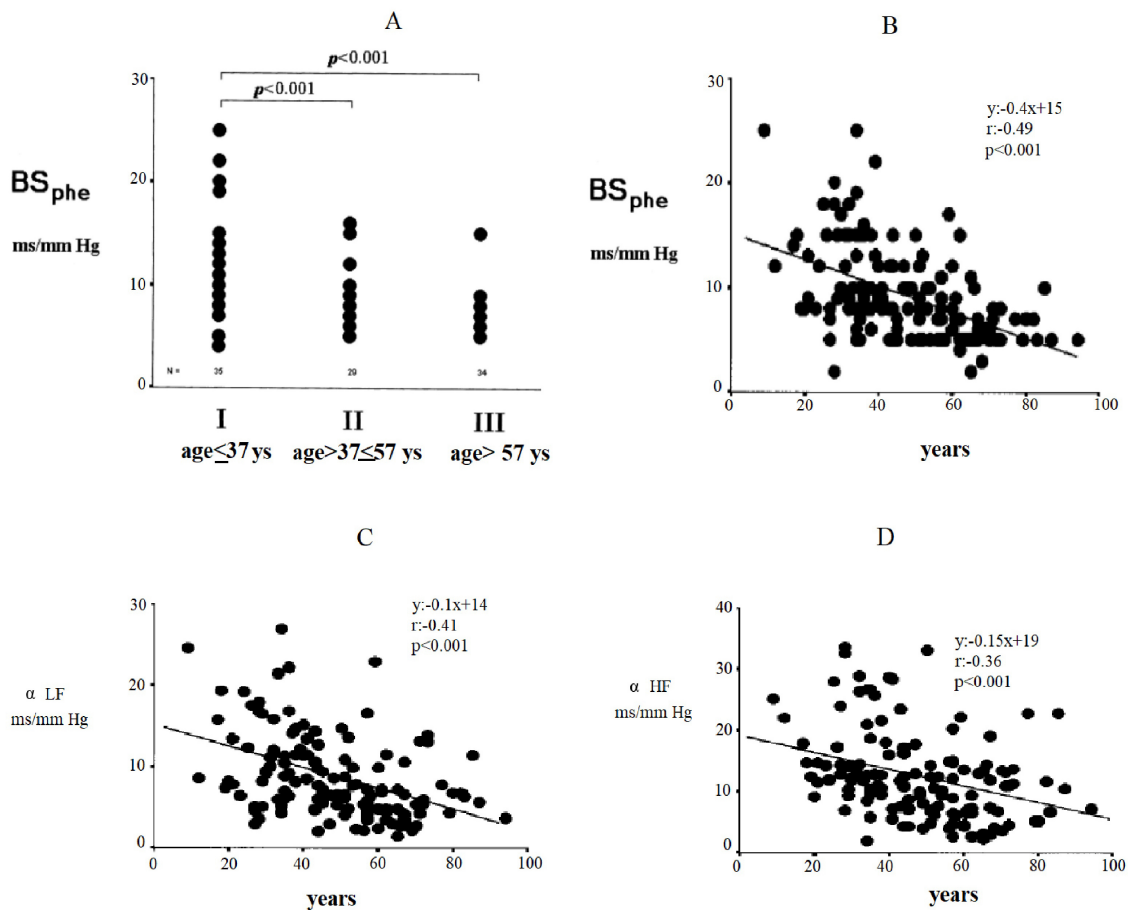 A
p<0.001
p<0.001
30
20
10
0
BSphe
ms/mm Hg
N =
35
29
34
I
II
III
age≤37 ys
age>37≤57 ys
age> 57 ys
B
y:-0.4x+15
r:-0.49
p<0.001
30
20
10
0
BSphe
ms/mm Hg
0
20
40
60
80
100
years
C
y:-0.1x+14
r:-0.41
p<0.001
30
20
10
0
α LF
ms/mm Hg
0
20
40
60
80
100
years
D
y:-0.15x+19
r:-0.36
p<0.001
40
30
20
10
0
α HF
ms/mm Hg
0
20
40
60
80
100
years